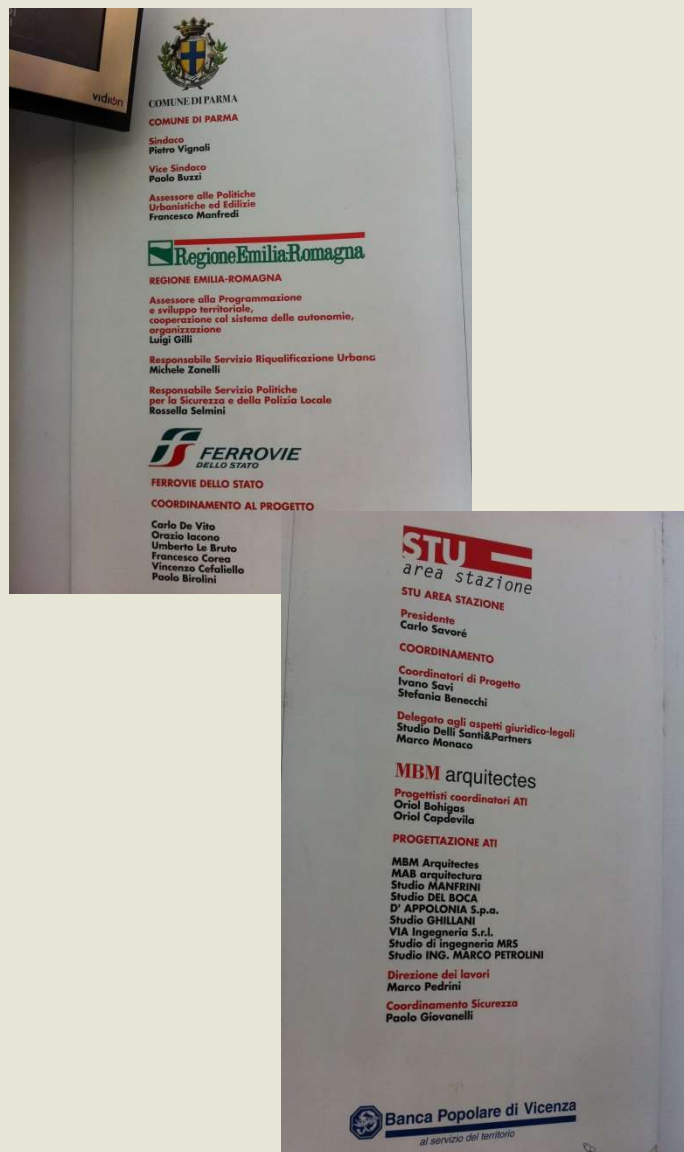 vidion
COMUNE DI PARMA
COMUNE DI PARMA
Sindaco
Pietro Vignali
Vice Sindaco
Paolo Buzzi
Assessore alle Politiche
Urbanistiche ed Edilizie
Francesco Manfredi
RegioneEmilia-Romagna
REGIONE EMILIA-ROMAGNA
Assessore alla Programmazione
e sviluppo territoriale,
cooperazione col sistema delle autonomie,
organizzazione
Luigi Gilli
Responsabile Servizio Riqualificazione Urbana
Michele Zanelli
Responsabile Servizio Politiche
per la Sicurezza e della Polizia Locale
Rossella Selmini
FS FERROVIE
DELLO STATO
FERROVIE DELLO STATO
COORDINAMENTO AL PROGETTO
Carlo De Vito
Orazio Iacono
Umberto Le Bruto
Francesco Corea
Vincenzo Cefaliello
Paolo Birolini
STU
area stazione
STU AREA STAZIONE
Presidente
Carlo Savoré
COORDINAMENTO
Coordinatori di Progetto
Ivano Savi
Stefania Benecchi
Delegato agli aspetti giuridico-legali
Studio Delli Santi&Partners
Marco Monaco
MBM arquitectes
Progettisti coordinatori ATI
Oriol Bohigas
Oriol Capdevila
PROGETTAZIONE ATI
MBM Arquitectes
MAB arquitectura
Studio MANFRINI
Studio DEL BOCA
D' APPOLONIA S.p.a.
Studio GHILLANI
VIA Ingegneria S.r.l.
Studio di ingegneria MRS
Studio ING. MARCO PETROLINI
Direzione dei lavori
Marco Pedrini
Coordinamento Sicurezza
Paolo Giovanelli
Banca Popolare di Vicenza
al servizio del territorio